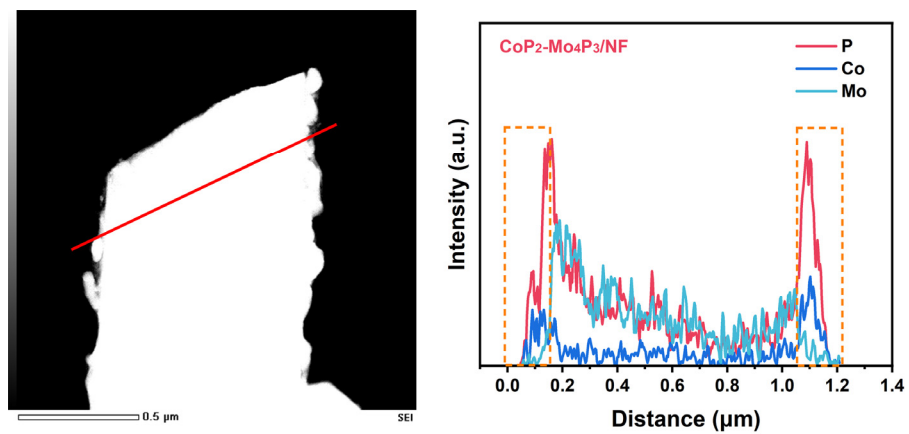 0.5 μm
SEI
CoP2-Mo4P3/NF
P
Co
Mo
Intensity (a.u.)
0.0 0.2 0.4 0.6 0.8 1.0 1.2 1.4
Distance (μm)